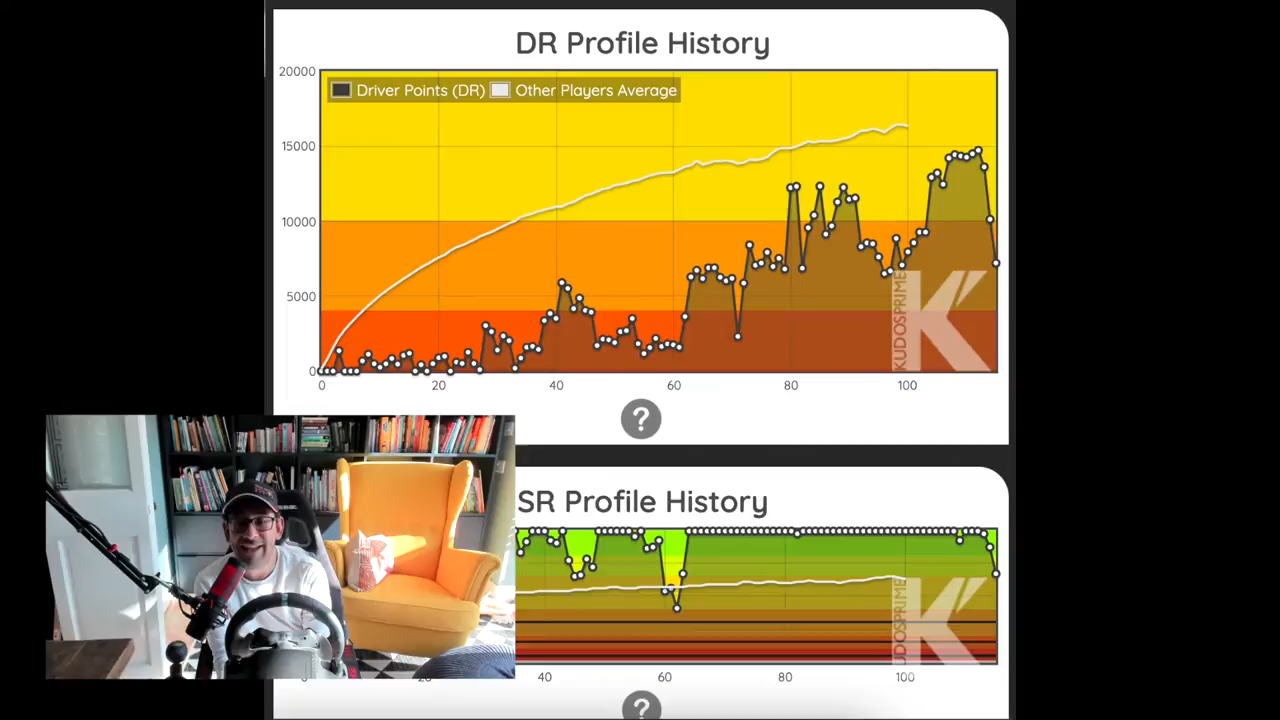 DR Profile History
20000
Driver Points (DR) Other Players Average
15000
10000
5000
0
0 20 40 60 80 100
KUDOSPRIME
K'
?
SR Profile History
KUDOSPRIME
K'
40 60 80 100
?